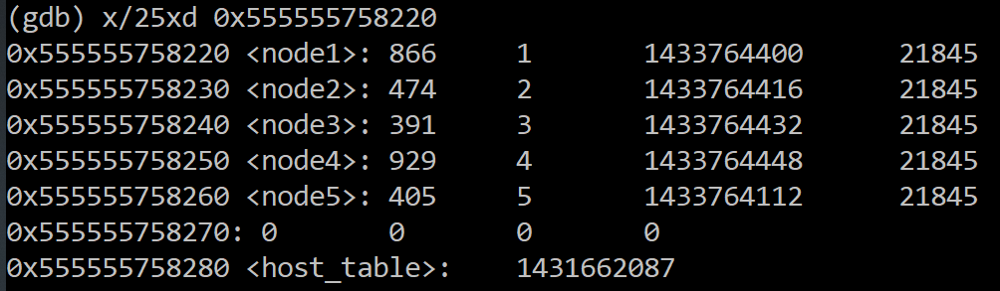 (gdb) x/25xd 0x555555758220
0x555555758220 <node1>: 866 1 1433764400 21845
0x555555758230 <node2>: 474 2 1433764416 21845
0x555555758240 <node3>: 391 3 1433764432 21845
0x555555758250 <node4>: 929 4 1433764448 21845
0x555555758260 <node5>: 405 5 1433764112 21845
0x555555758270: 0 0 0 0
0x555555758280 <host_table>: 1431662087